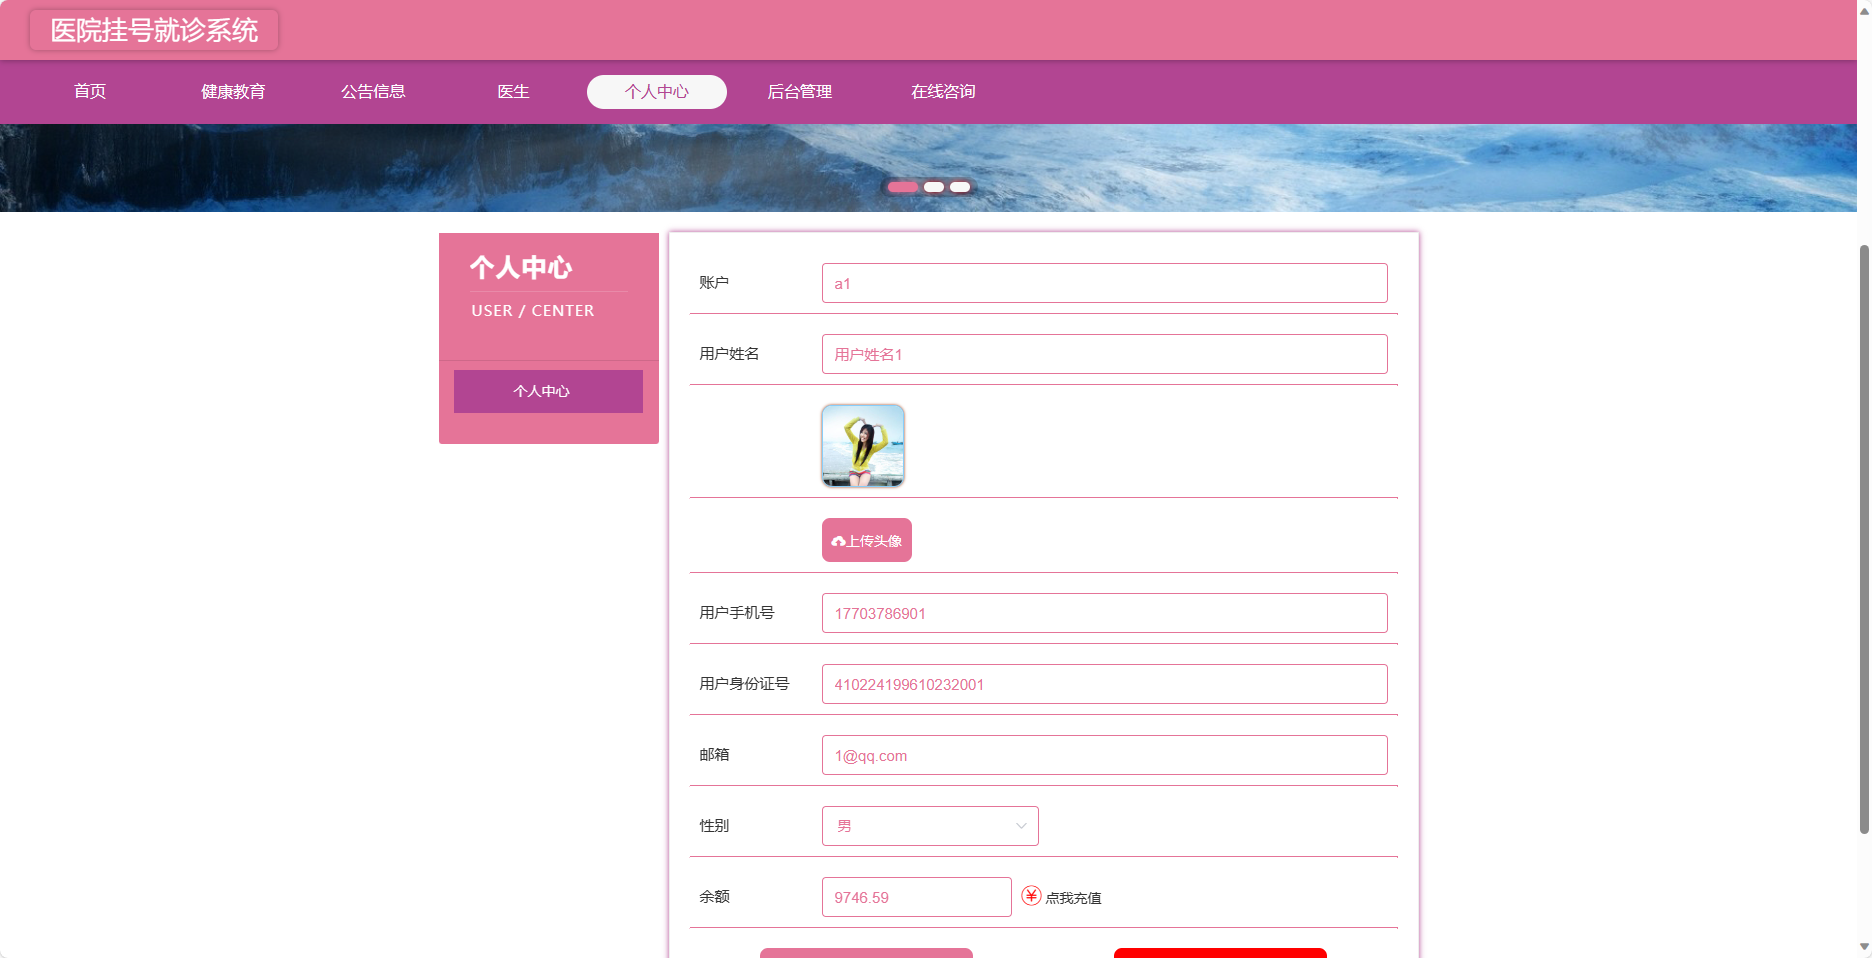 医院挂号就诊系统
首页 健康教育 公告信息 医生 个人中心 后台管理 在线咨询
个人中心
USER / CENTER
个人中心
账户 a1
用户姓名 用户姓名1
上传头像
用户手机号 17703786901
用户身份证号 410224199610232001
邮箱 1@qq.com
性别 男
余额 9746.59 点我充值